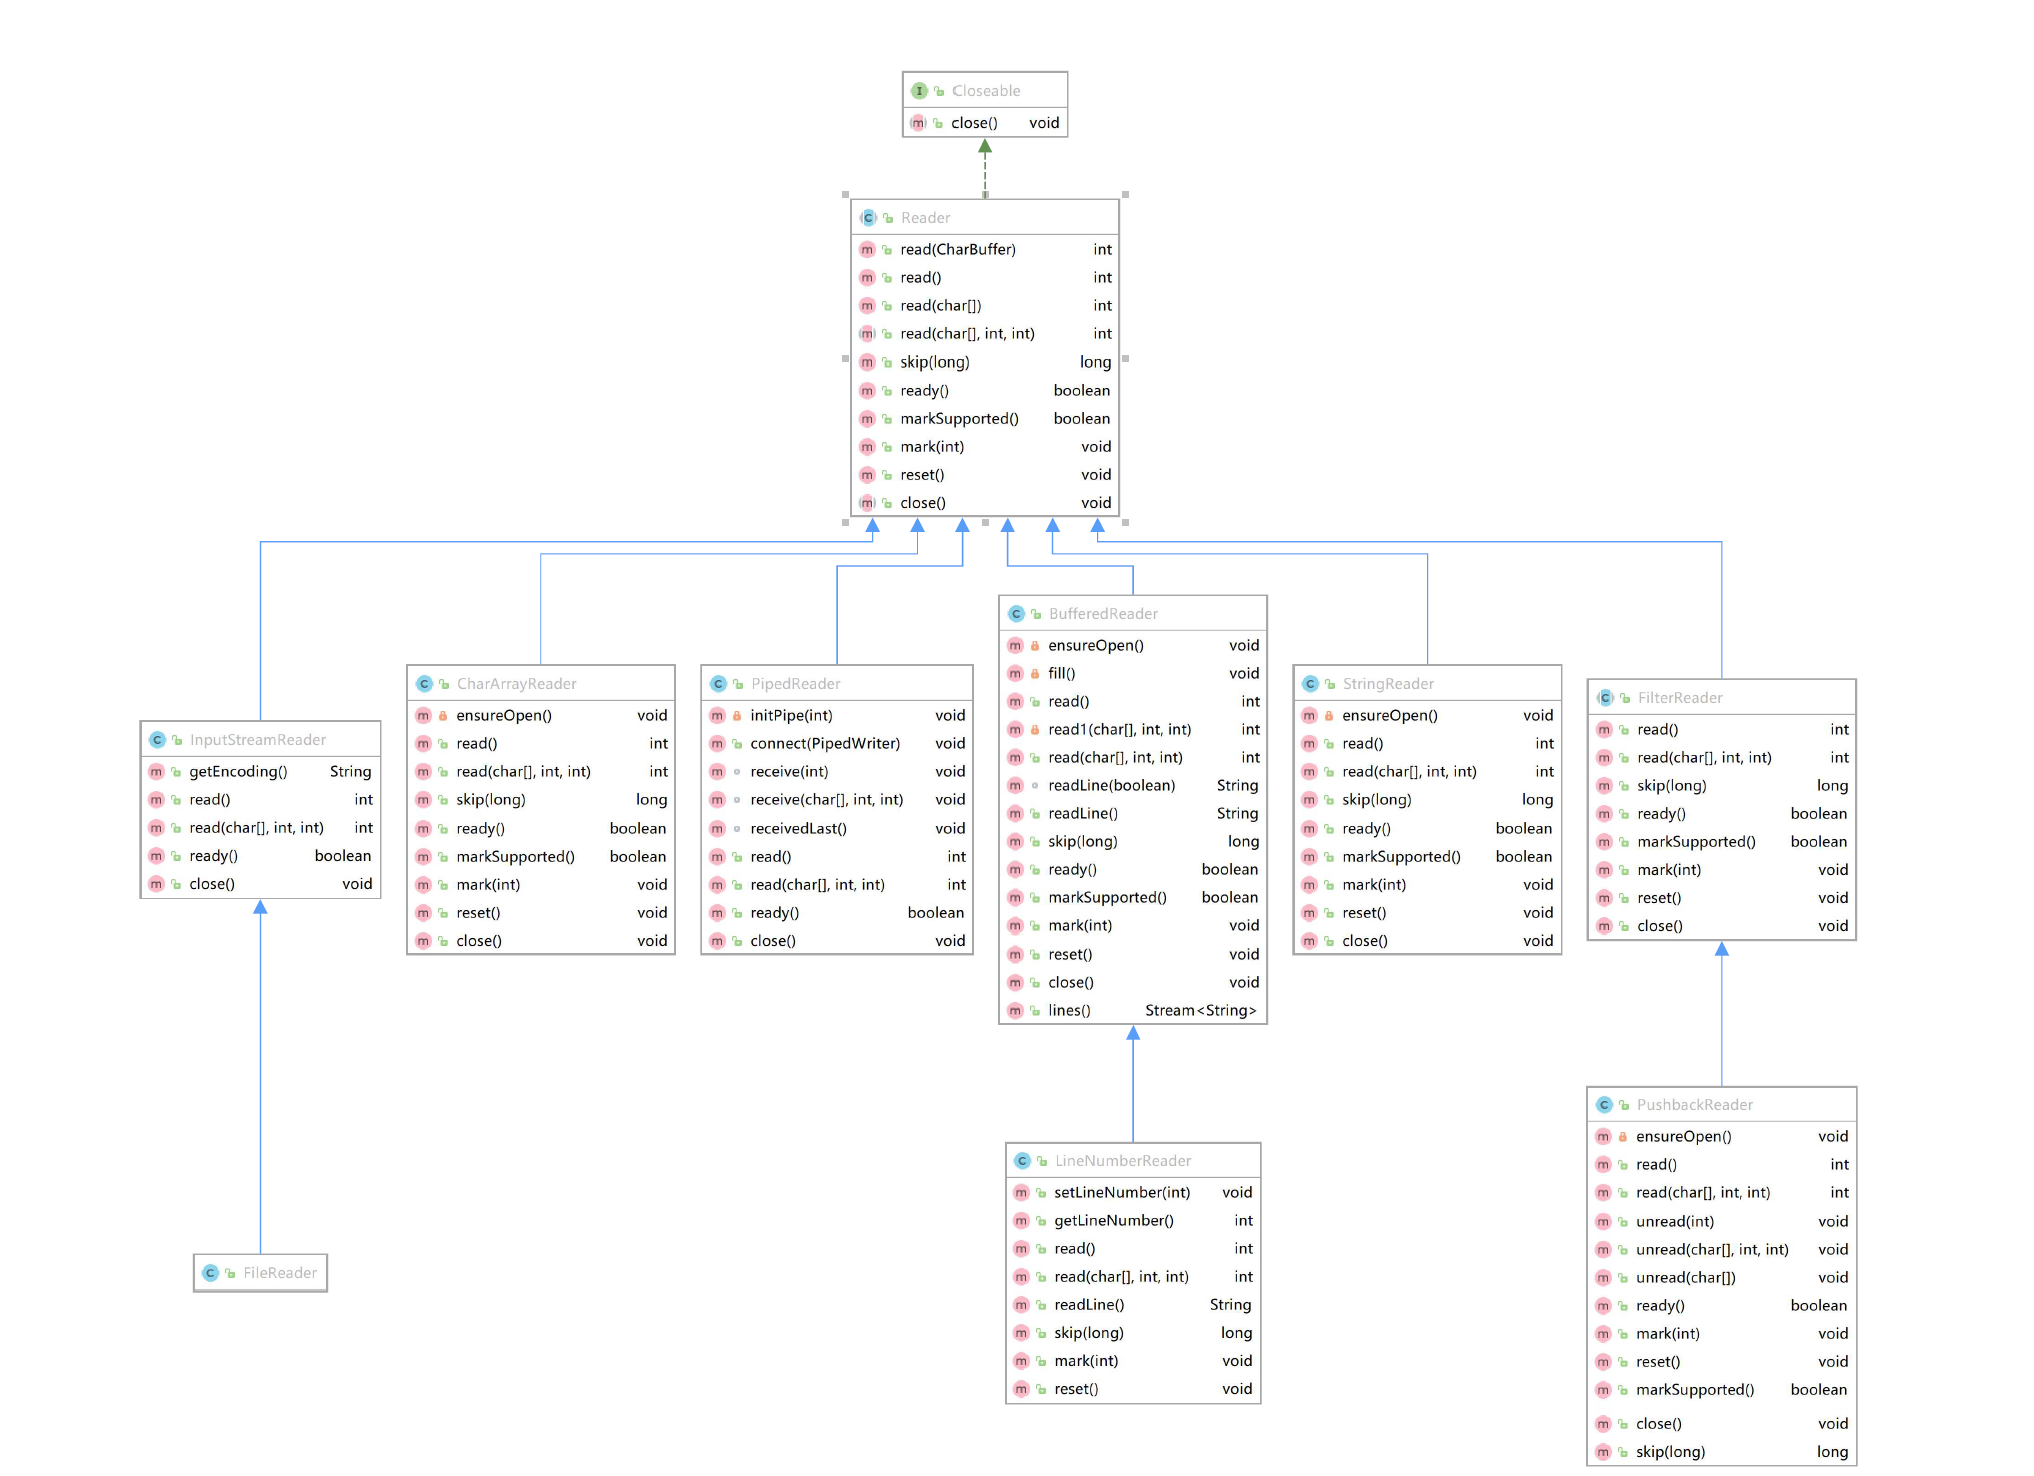 I Closeable
m close() void
C Reader
m read(CharBuffer) int
m read() int
m read(char[]) int
m read(char[], int, int) int
m skip(long) long
m ready() boolean
m markSupported() boolean
m mark(int) void
m reset() void
m close() void
C InputStreamReader
m getEncoding() String
m read() int
m read(char[], int, int) int
m ready() boolean
m close() void
C CharArrayReader
m ensureOpen() void
m read() int
m read(char[], int, int) int
m skip(long) long
m ready() boolean
m markSupported() boolean
m mark(int) void
m reset() void
m close() void
C PipedReader
m initPipe(int) void
m connect(PipedWriter) void
m receive(int) void
m receive(char[], int, int) void
m receivedLast() void
m read() int
m read(char[], int, int) int
m ready() boolean
m close() void
C BufferedReader
m ensureOpen() void
m fill() void
m read() int
m read1(char[], int, int) int
m read(char[], int, int) int
m readLine(boolean) String
m readLine() String
m skip(long) long
m ready() boolean
m markSupported() boolean
m mark(int) void
m reset() void
m close() void
m lines() Stream<String>
C StringReader
m ensureOpen() void
m read() int
m read(char[], int, int) int
m skip(long) long
m ready() boolean
m markSupported() boolean
m mark(int) void
m reset() void
m close() void
C FilterReader
m read() int
m read(char[], int, int) int
m skip(long) long
m ready() boolean
m markSupported() boolean
m mark(int) void
m reset() void
m close() void
C FileReader
C LineNumberReader
m setLineNumber(int) void
m getLineNumber() int
m read() int
m read(char[], int, int) int
m readLine() String
m skip(long) long
m mark(int) void
m reset() void
C PushbackReader
m ensureOpen() void
m read() int
m read(char[], int, int) int
m unread(int) void
m unread(char[], int, int) void
m unread(char[]) void
m ready() boolean
m mark(int) void
m reset() void
m markSupported() boolean
m close() void
m skip(long) long